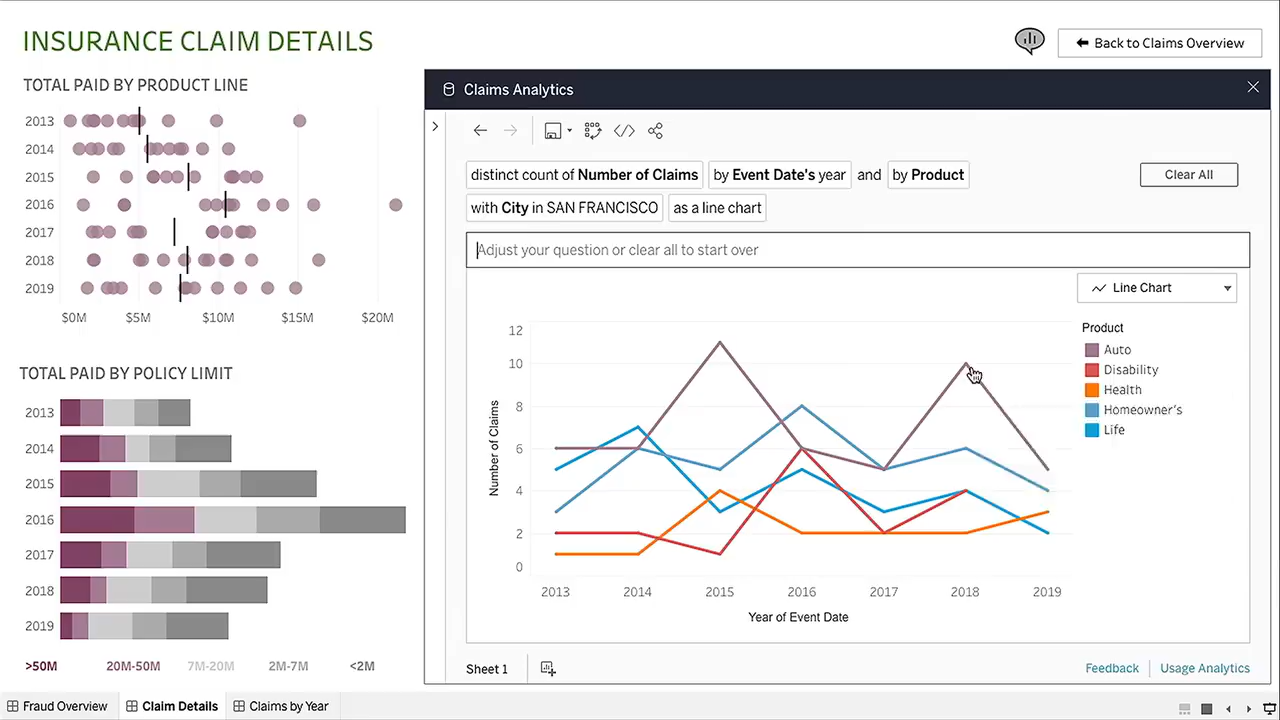 INSURANCE CLAIM DETAILS
Back to Claims Overview
TOTAL PAID BY PRODUCT LINE
2013
2014
2015
2016
2017
2018
2019
$0M $5M $10M $15M $20M
TOTAL PAID BY POLICY LIMIT
2013
2014
2015
2016
2017
2018
2019
>50M 20M-50M 7M-20M 2M-7M <2M
Claims Analytics
distinct count of Number of Claims by Event Date's year and by Product
Clear All
with City in SAN FRANCISCO as a line chart
Adjust your question or clear all to start over
Line Chart
Number of Claims
12
10
8
6
4
2
0
2013 2014 2015 2016 2017 2018 2019
Year of Event Date
Product
Auto
Disability
Health
Homeowner's
Life
Sheet 1
Feedback
Usage Analytics
Fraud Overview Claim Details Claims by Year